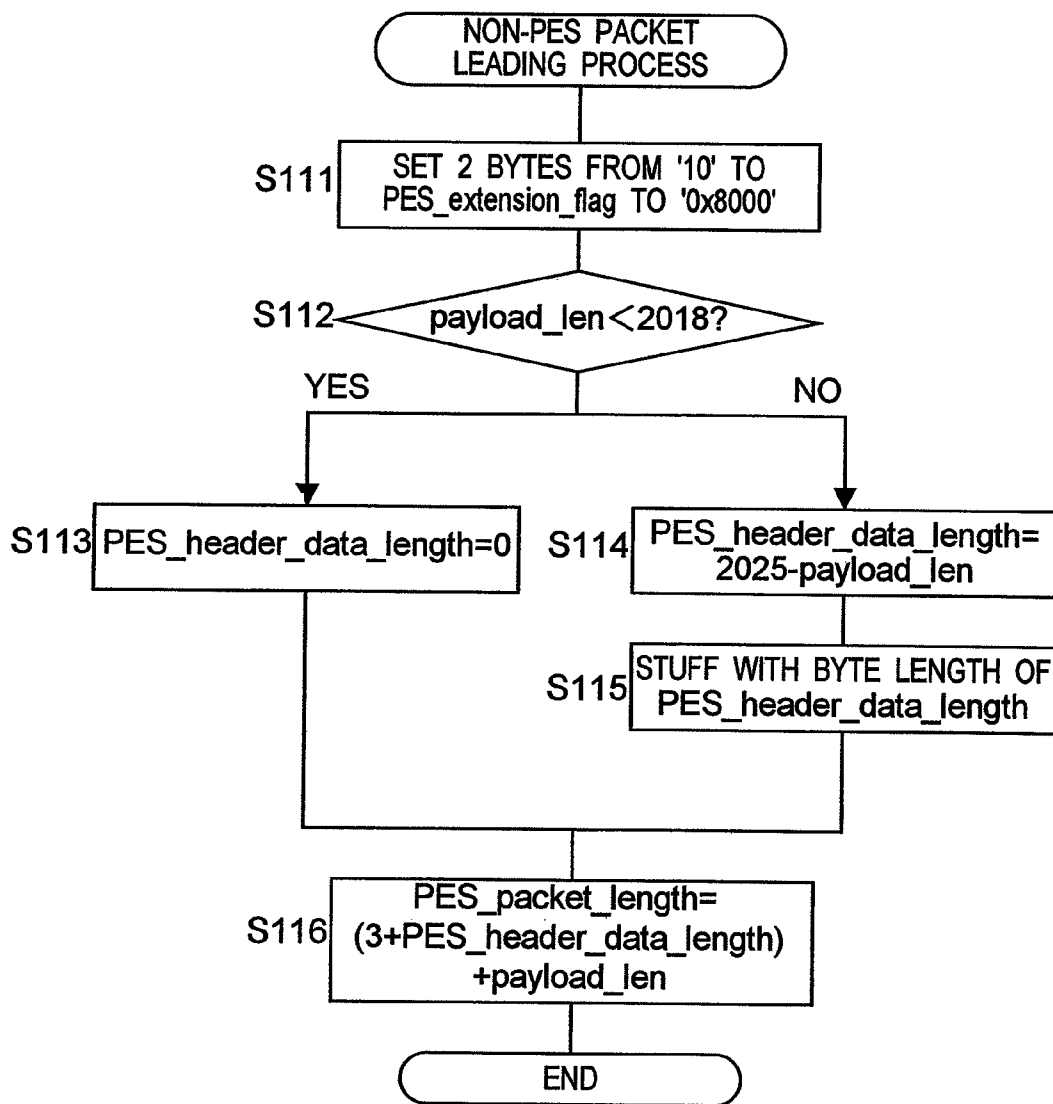 NON-PES PACKET
LEADING PROCESS
S111
SET 2 BYTES FROM '10' TO
PES_extension_flag TO '0x8000'
S112
payload_len<2018?
YES
NO
S113
PES_header_data_length=0
S114
PES_header_data_length=
2025-payload_len
S115
STUFF WITH BYTE LENGTH OF
PES_header_data_length
S116
PES_packet_length=
(3+PES_header_data_length)
+payload_len
END